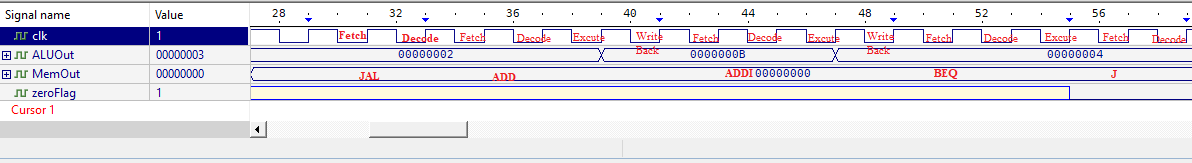 Signal name Value 28 32 36 40 44 48 52 56
clk 1 Fetch Decode Fetch Decode Excute Write Back Fetch Decode Excute Write Back Fetch Decode Excute Fetch Decode
ALUOut 00000003 00000002 0000000B 00000004
MemOut 00000000 JAL ADD ADDI 00000000 BEQ J
zeroFlag 1
Cursor 1